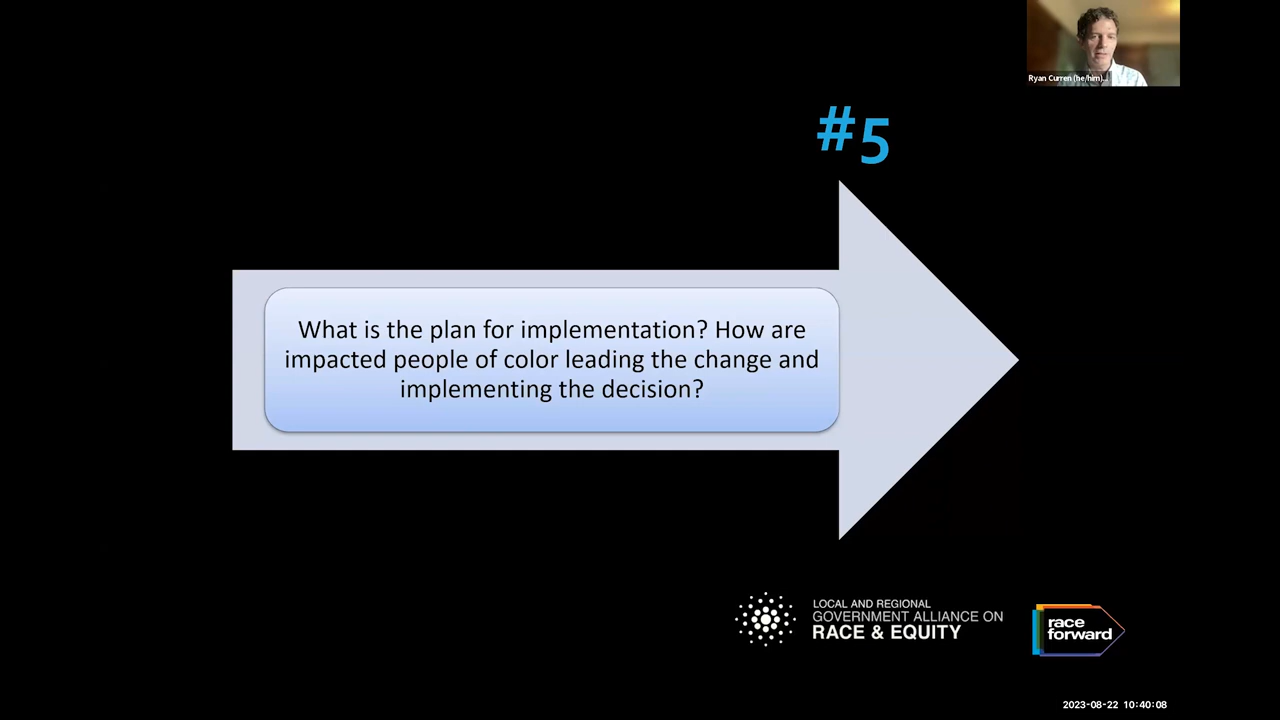 Ryan Curren (he/him)...
#5
What is the plan for implementation? How are
impacted people of color leading the change and
implementing the decision?
LOCAL AND REGIONAL
GOVERNMENT ALLIANCE ON
RACE & EQUITY
race
forward
2023-08-22 10:40:08